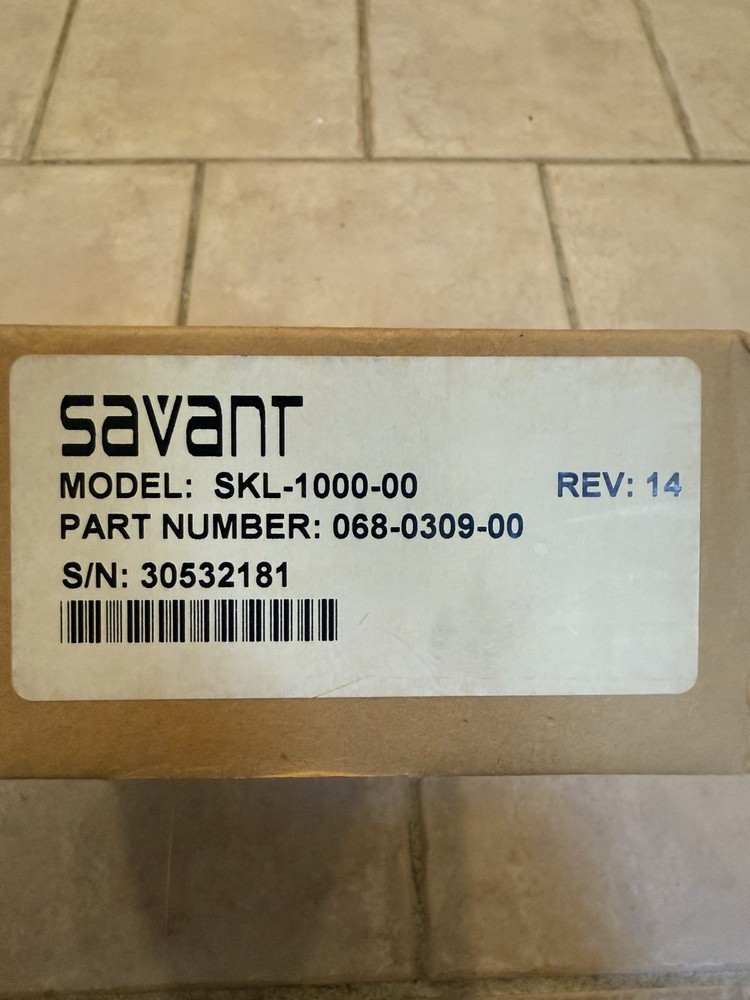 savant
MODEL: SKL-1000-00 REV: 14
PART NUMBER: 068-0309-00
S/N: 30532181